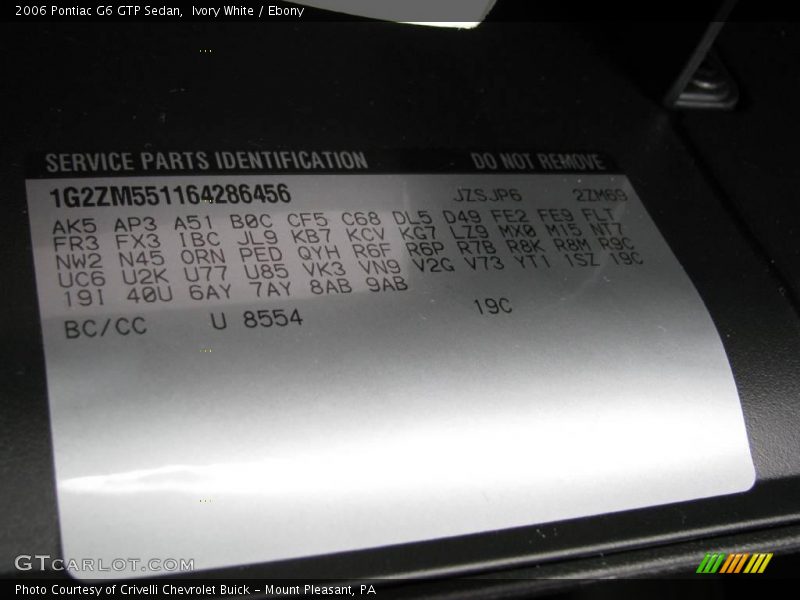 2006 Pontiac G6 GTP Sedan, Ivory White / Ebony
SERVICE PARTS IDENTIFICATION DO NOT REMOVE
1G2ZM551164286456 JZSJP6 2ZM69
AK5 AP3 A51 B0C CF5 C68 DL5 D49 FE2 FE9 FLT
FR3 FX3 1BC JL9 KB7 KCV KG7 LZ9 MX0 M15 NT7
NW2 N45 ORN PED QYH R6F R6P R7B R8K R8M R9C
UC6 U2K U77 U85 VK3 VN9 V2G V73 YT1 1SZ 19C
19I 40U 6AY 7AY 8AB 9AB
BC/CC U 8554 19C
GTCARLOT.COM
Photo Courtesy of Crivelli Chevrolet Buick - Mount Pleasant, PA